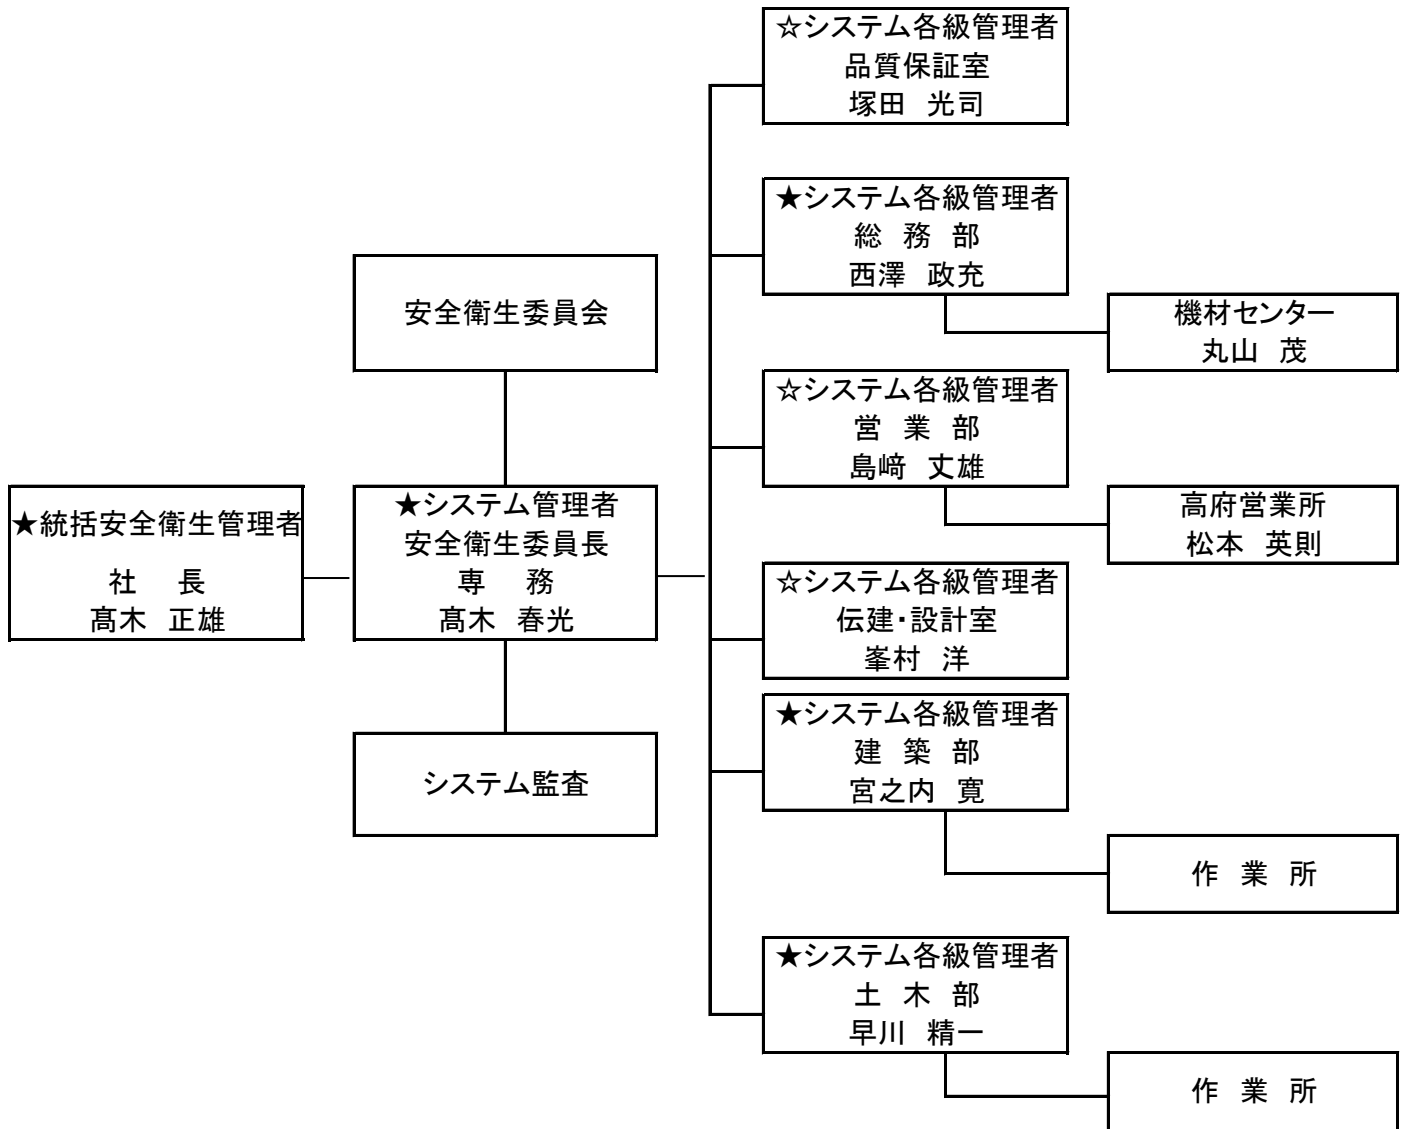 ★統括安全衛生管理者
社　長
髙木　正雄
安全衛生委員会
★システム管理者
安全衛生委員長
専　務
髙木　春光
システム監査
☆システム各級管理者
品質保証室
塚田　光司
★システム各級管理者
総　務　部
西澤　政充
機材センター
丸山　茂
☆システム各級管理者
営　業　部
島﨑　丈雄
高府営業所
松本　英則
☆システム各級管理者
伝建・設計室
峯村　洋
★システム各級管理者
建　築　部
宮之内　寛
作　業　所
★システム各級管理者
土　木　部
早川　精一
作　業　所